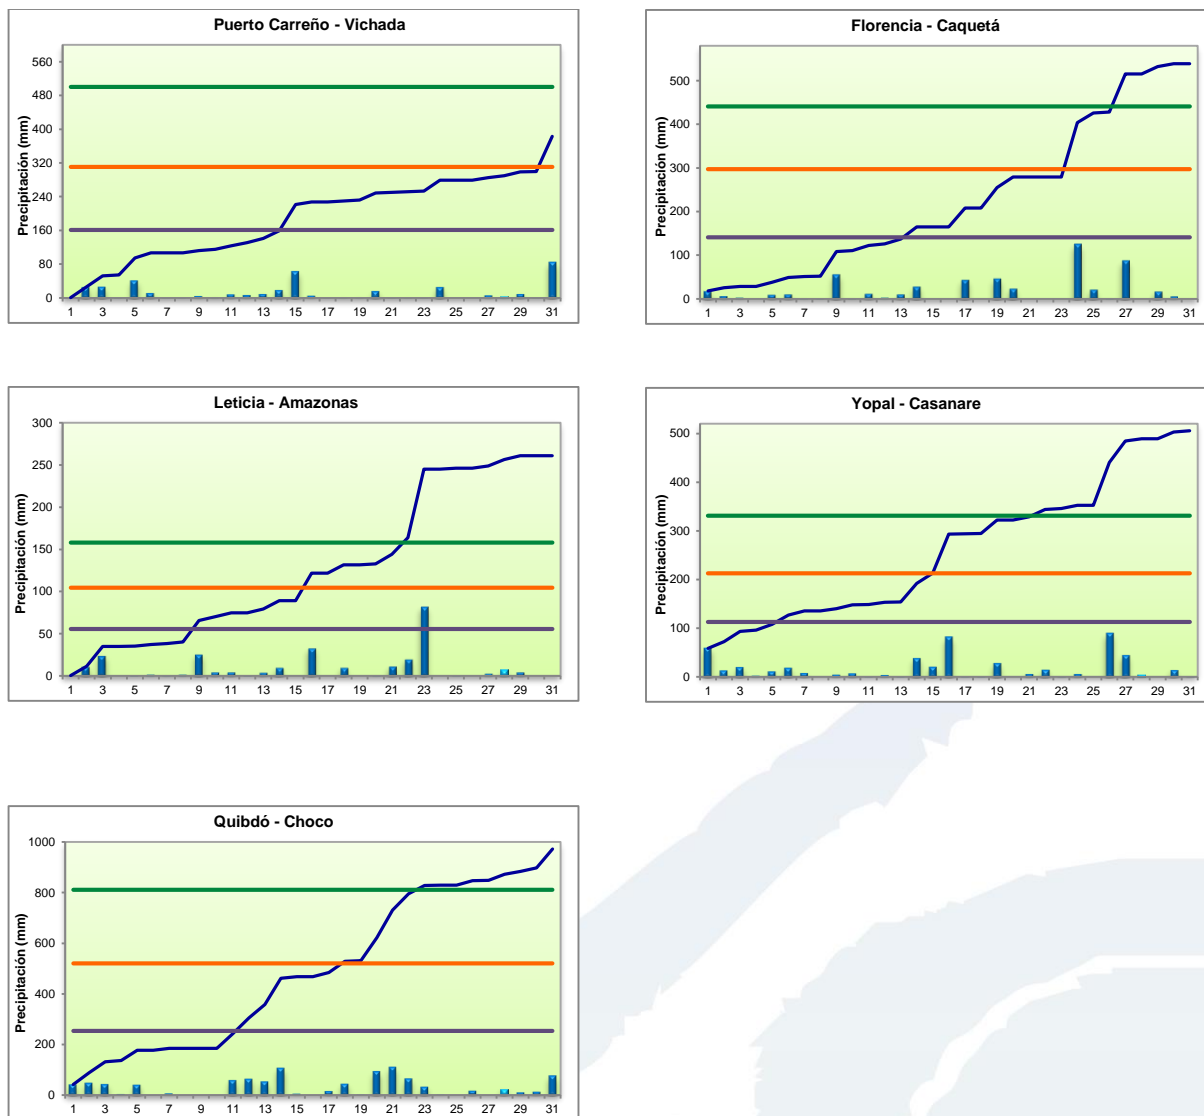 Puerto Carreño - Vichada
Precipitación (mm)
560
480
400
320
240
160
80
0
1 3 5 7 9 11 13 15 17 19 21 23 25 27 29 31
Florencia - Caquetá
Precipitación (mm)
500
400
300
200
100
0
1 3 5 7 9 11 13 15 17 19 21 23 25 27 29 31
Leticia - Amazonas
Precipitación (mm)
300
250
200
150
100
50
0
1 3 5 7 9 11 13 15 17 19 21 23 25 27 29 31
Yopal - Casanare
Precipitación (mm)
500
400
300
200
100
0
1 3 5 7 9 11 13 15 17 19 21 23 25 27 29 31
Quibdó - Choco
Precipitación (mm)
1000
800
600
400
200
0
1 3 5 7 9 11 13 15 17 19 21 23 25 27 29 31